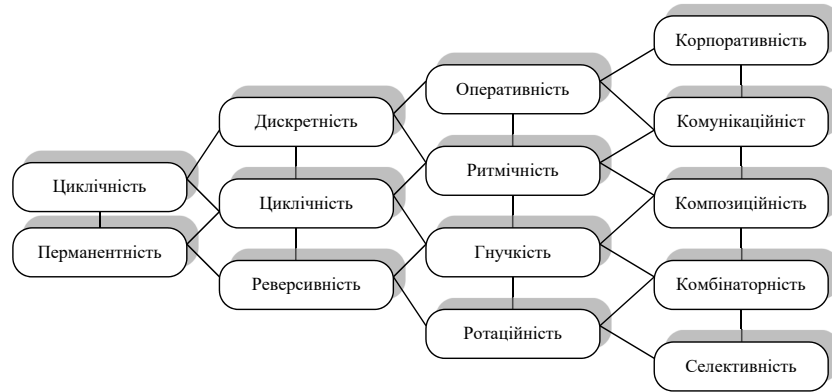 Циклічність
Перманентність
Дискретність
Циклічність
Реверсивність
Оперативність
Ритмічність
Гнучкість
Ротаційність
Корпоративність
Комунікаційніст
Композиційність
Комбінаторність
Селективність